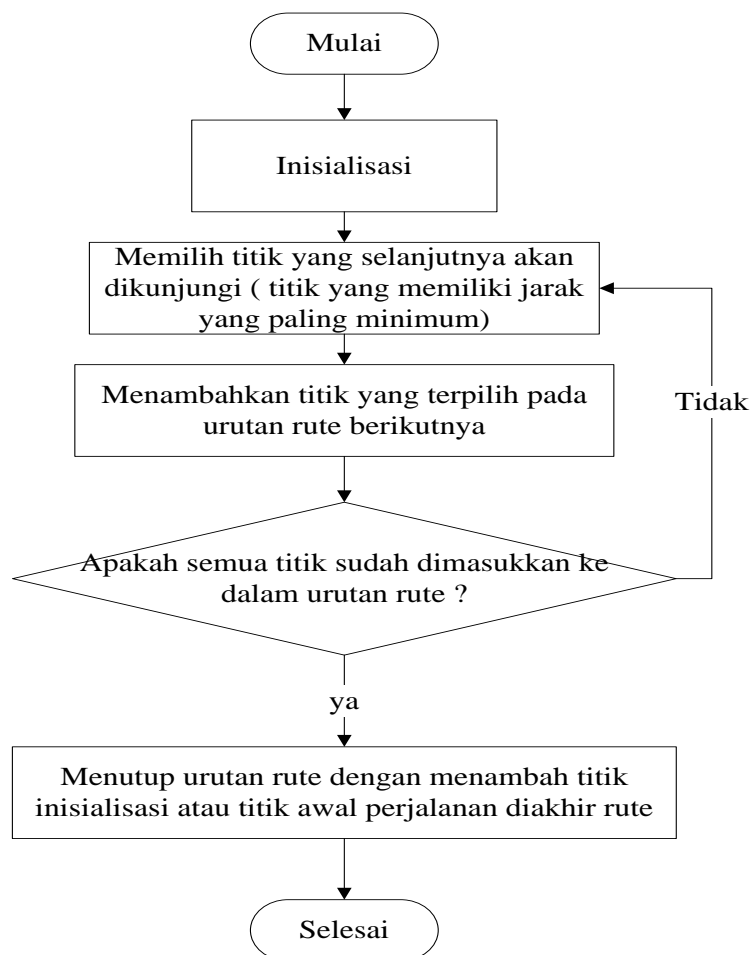 Mulai
Inisialisasi
Memilih titik yang selanjutnya akan
dikunjungi ( titik yang memiliki jarak
yang paling minimum)
Menambahkan titik yang terpilih pada
urutan rute berikutnya
Tidak
Apakah semua titik sudah dimasukkan ke
dalam urutan rute ?
ya
Menutup urutan rute dengan menambah titik
inisialisasi atau titik awal perjalanan diakhir rute
Selesai